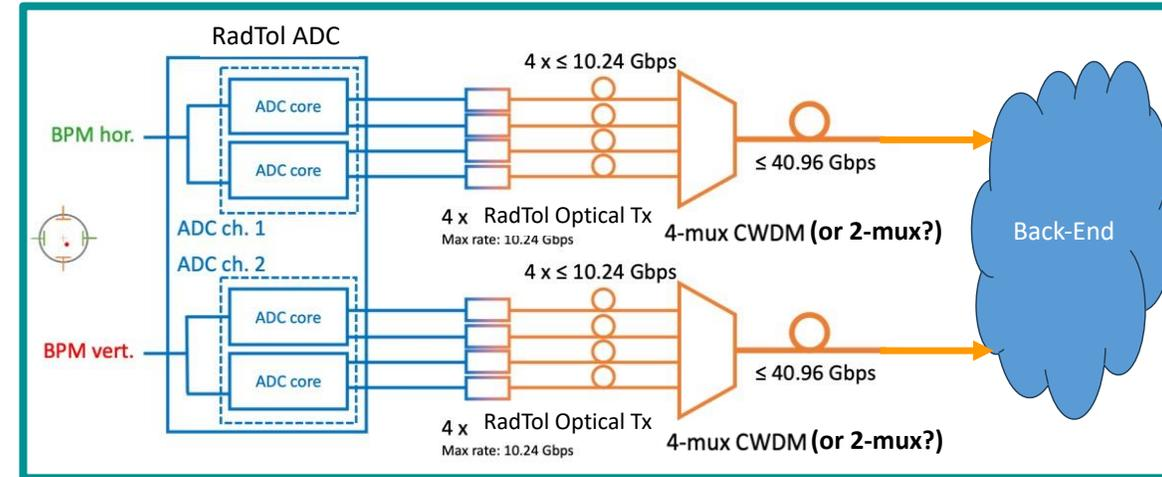 RadTol ADC
4 x ≤ 10.24 Gbps
ADC core
BPM hor.
ADC core
≤ 40.96 Gbps
4 x RadTol Optical Tx
Max rate: 10.24 Gbps
4-mux CWDM (or 2-mux?)
ADC ch. 1
Back-End
ADC ch. 2
4 x ≤ 10.24 Gbps
ADC core
BPM vert.
ADC core
≤ 40.96 Gbps
4 x RadTol Optical Tx
Max rate: 10.24 Gbps
4-mux CWDM (or 2-mux?)